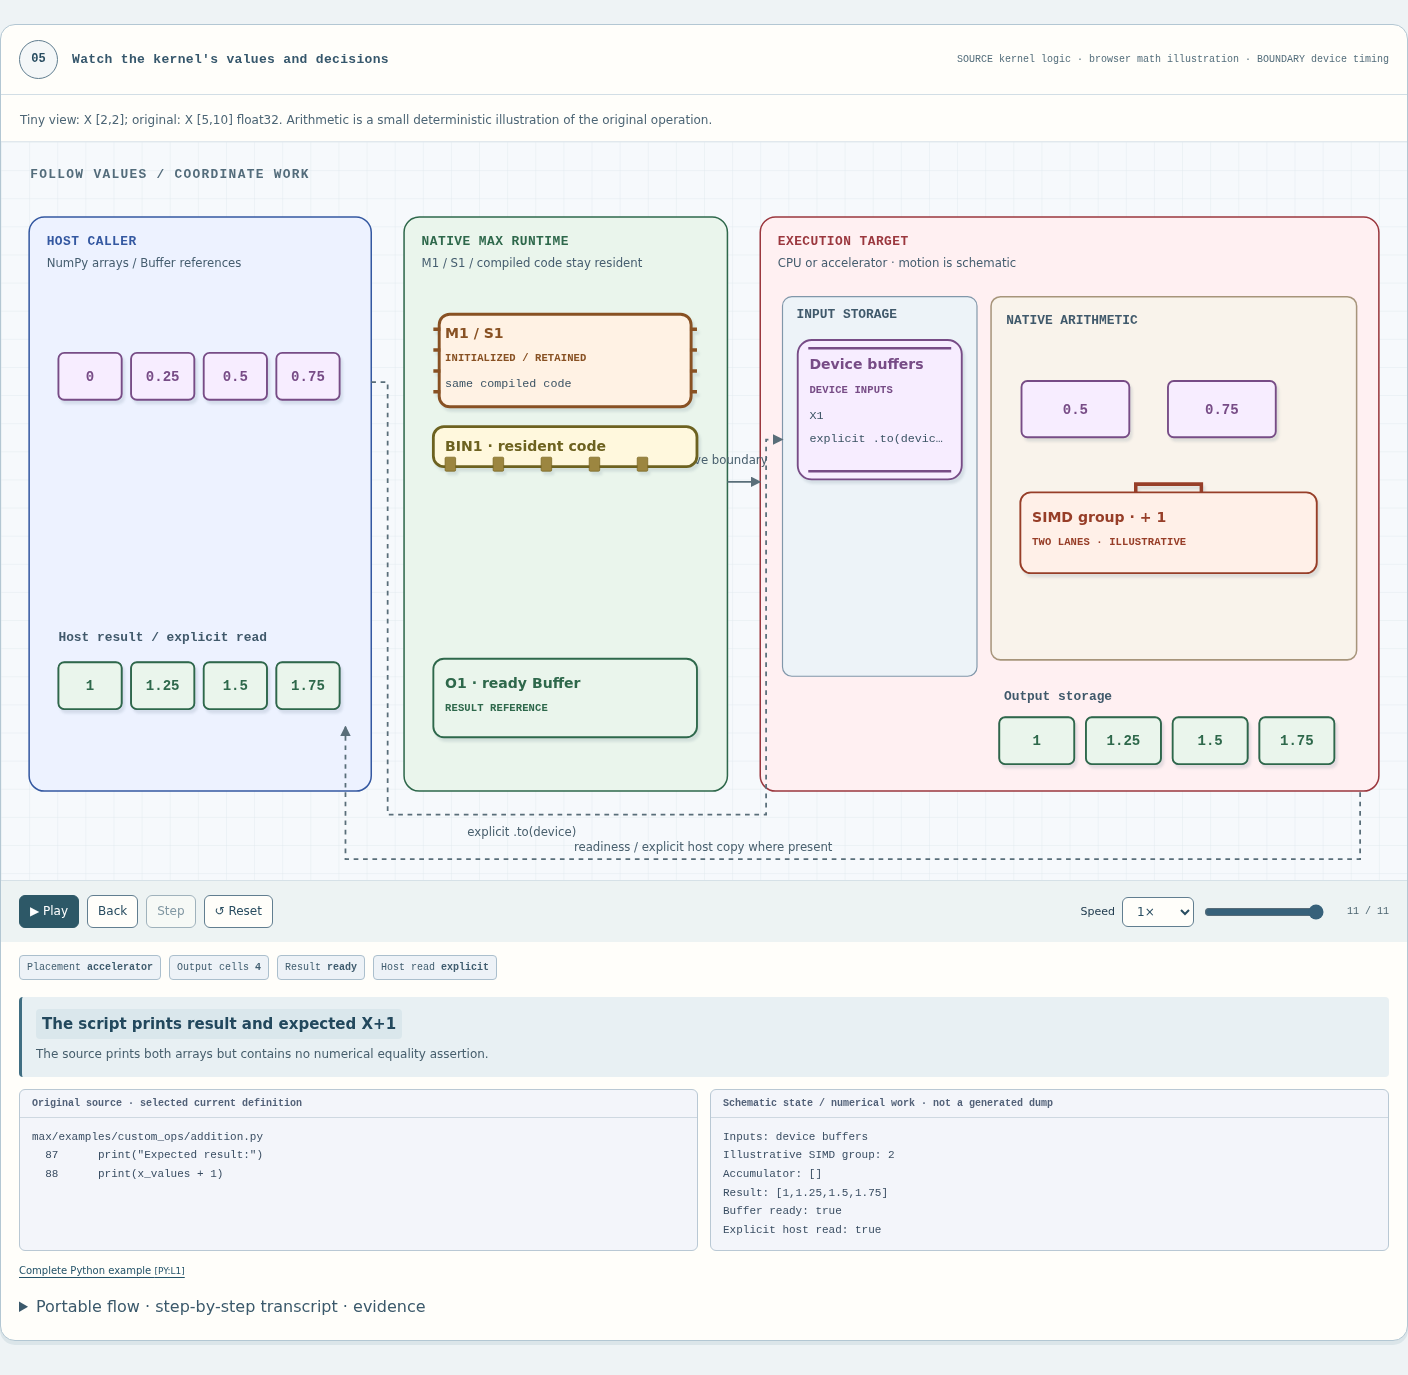 05
Watch the kernel's values and decisions
SOURCE kernel logic · browser math illustration · BOUNDARY device timing
Tiny view: X [2,2]; original: X [5,10] float32. Arithmetic is a small deterministic illustration of the original operation.
FOLLOW VALUES / COORDINATE WORK
HOST CALLER
NumPy arrays / Buffer references
0 0.25 0.5 0.75
Host result / explicit read
1 1.25 1.5 1.75
NATIVE MAX RUNTIME
M1 / S1 / compiled code stay resident
M1 / S1
INITIALIZED / RETAINED
same compiled code
BIN1 · resident code
ve boundary
O1 · ready Buffer
RESULT REFERENCE
EXECUTION TARGET
CPU or accelerator · motion is schematic
INPUT STORAGE
Device buffers
DEVICE INPUTS
X1
explicit .to(devic…
NATIVE ARITHMETIC
0.5 0.75
SIMD group · + 1
TWO LANES · ILLUSTRATIVE
Output storage
1 1.25 1.5 1.75
explicit .to(device)
readiness / explicit host copy where present
▶ Play Back Step ↺ Reset
Speed 1× 11 / 11
Placement accelerator
Output cells 4
Result ready
Host read explicit
The script prints result and expected X+1
The source prints both arrays but contains no numerical equality assertion.
Original source · selected current definition
max/examples/custom_ops/addition.py
87 print("Expected result:")
88 print(x_values + 1)
Schematic state / numerical work · not a generated dump
Inputs: device buffers
Illustrative SIMD group: 2
Accumulator: []
Result: [1,1.25,1.5,1.75]
Buffer ready: true
Explicit host read: true
Complete Python example [PY:L1]
▶ Portable flow · step-by-step transcript · evidence